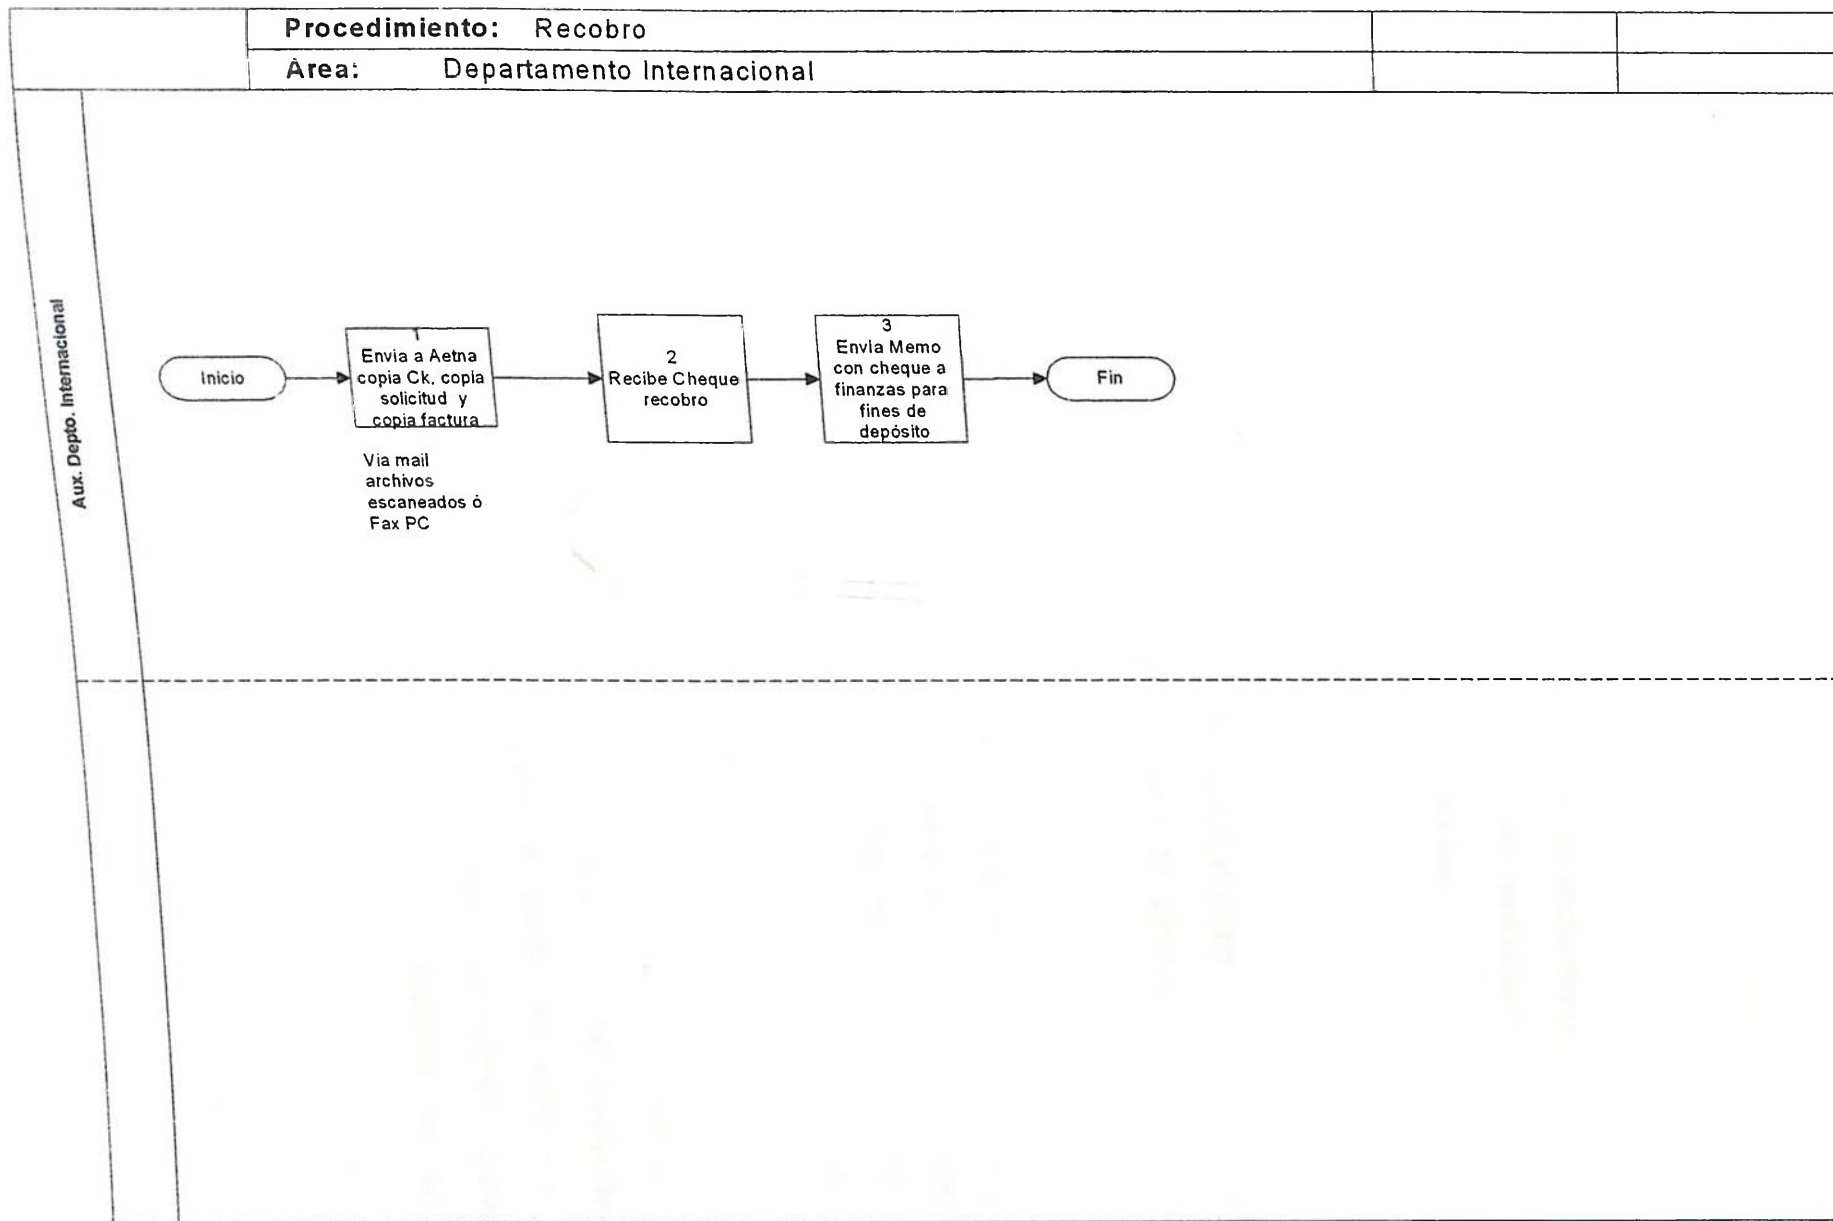 Procedimiento: Recobro
Área: Departamento Internacional
Aux. Depto. Internacional
Inicio
1
Envia a Aetna
copia Ck, copia
solicitud y
copia factura
Via mail
archivos
escaneados ó
Fax PC
2
Recibe Cheque
recobro
3
Envia Memo
con cheque a
finanzas para
fines de
depósito
Fin